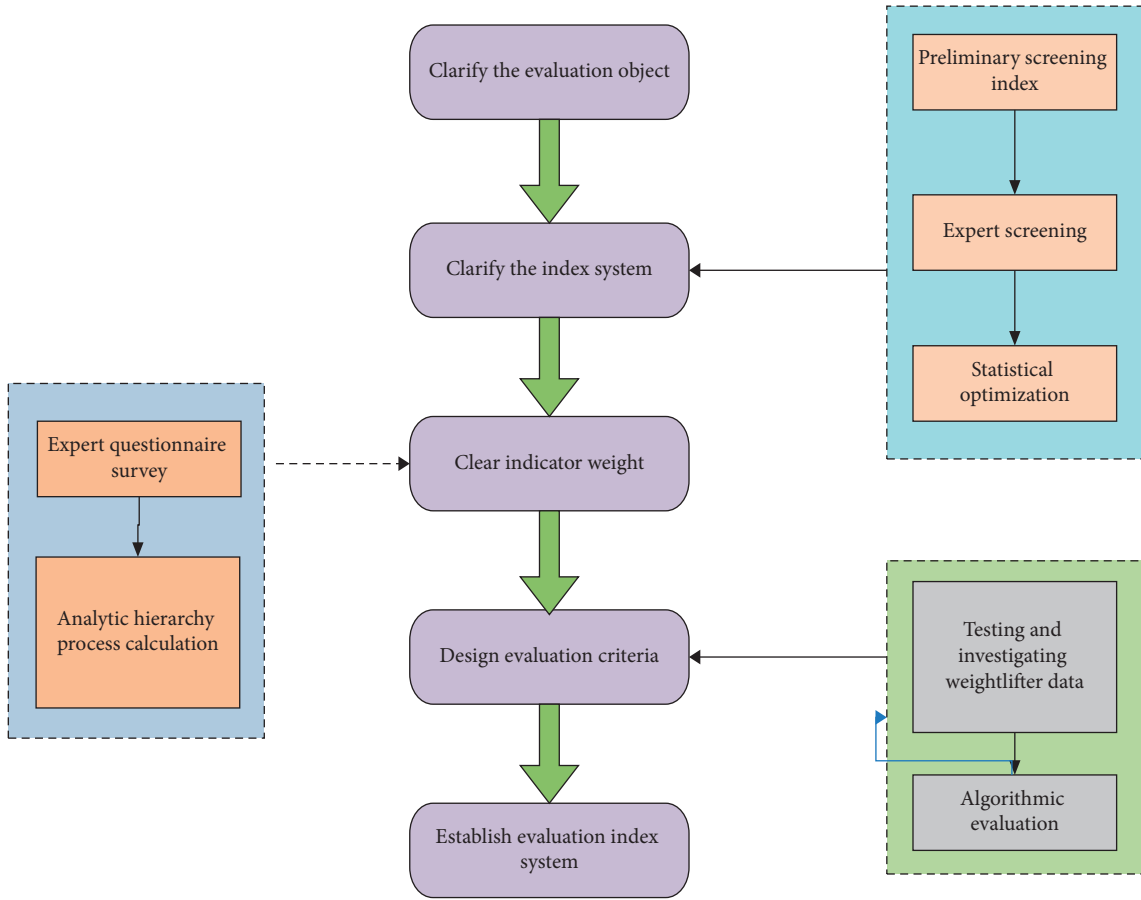 Clarify the evaluation object
Clarify the index system
Clear indicator weight
Design evaluation criteria
Establish evaluation index
system
Preliminary screening
index
Expert screening
Statistical
optimization
Expert questionnaire
survey
Analytic hierarchy
process calculation
Testing and
investigating
weightlifter data
Algorithmic
evaluation